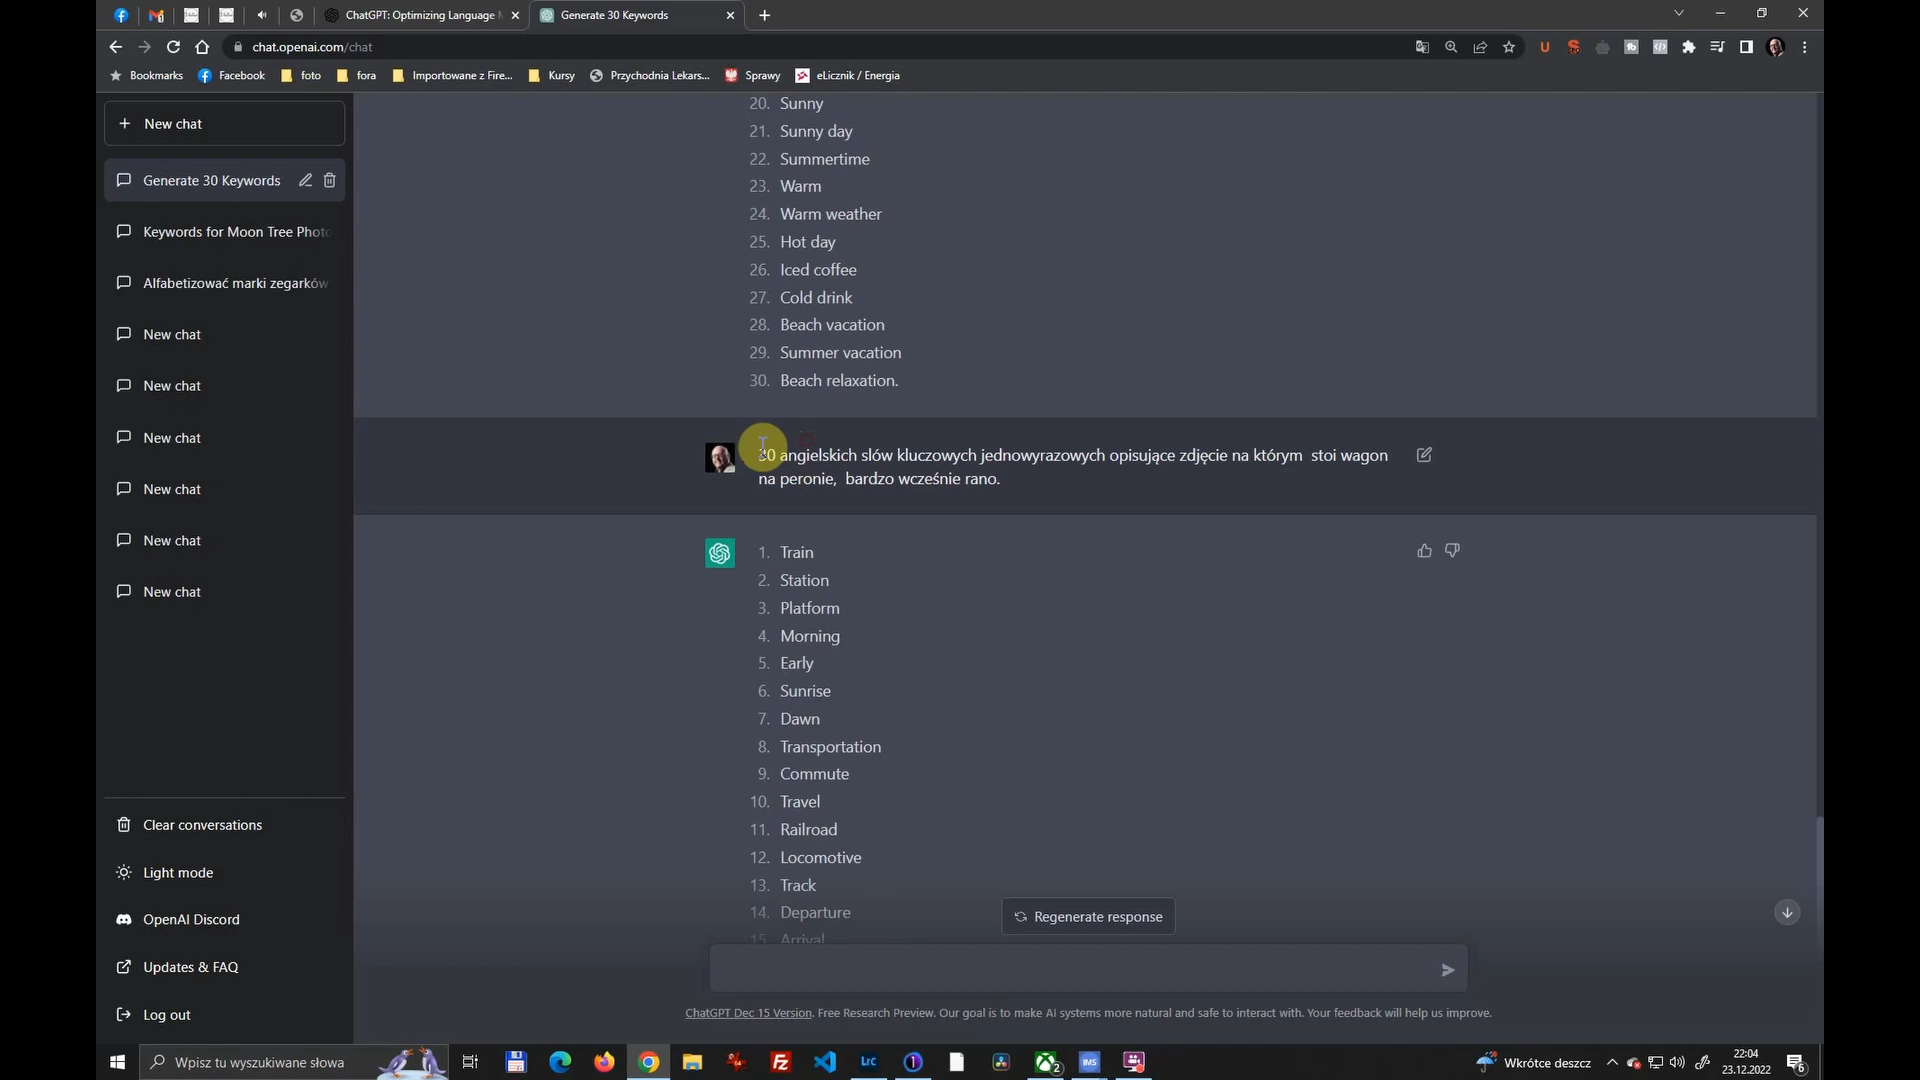 ChatGPT: Optimizing Language
Generate 30 Keywords
chat.openai.com/chat
Bookmarks
Facebook
foto
fora
Importowane z Fire...
Kursy
Przychodnia Lekars...
Sprawy
eLicznik / Energia
New chat
Generate 30 Keywords
Keywords for Moon Tree Photo
Alfabetizować marki zegarków
New chat
New chat
New chat
New chat
New chat
New chat
Clear conversations
Light mode
OpenAI Discord
Updates & FAQ
Log out
20. Sunny
21. Sunny day
22. Summertime
23. Warm
24. Warm weather
25. Hot day
26. Iced coffee
27. Cold drink
28. Beach vacation
29. Summer vacation
30. Beach relaxation.
30 angielskich slów kluczowych jednowyrazowych opisujące zdjęcie na którym stoi wagon
na peronie, bardzo wcześnie rano.
1. Train
2. Station
3. Platform
4. Morning
5. Early
6. Sunrise
7. Dawn
8. Transportation
9. Commute
10. Travel
11. Railroad
12. Locomotive
13. Track
14. Departure
15. Arrival
Regenerate response
ChatGPT Dec 15 Version. Free Research Preview. Our goal is to make AI systems more natural and safe to interact with. Your feedback will help us improve.
Wpisz tu wyszukiwane słowa
Lrc
IMS
2
Wkrótce deszcz
22:04
23.12.2022
6